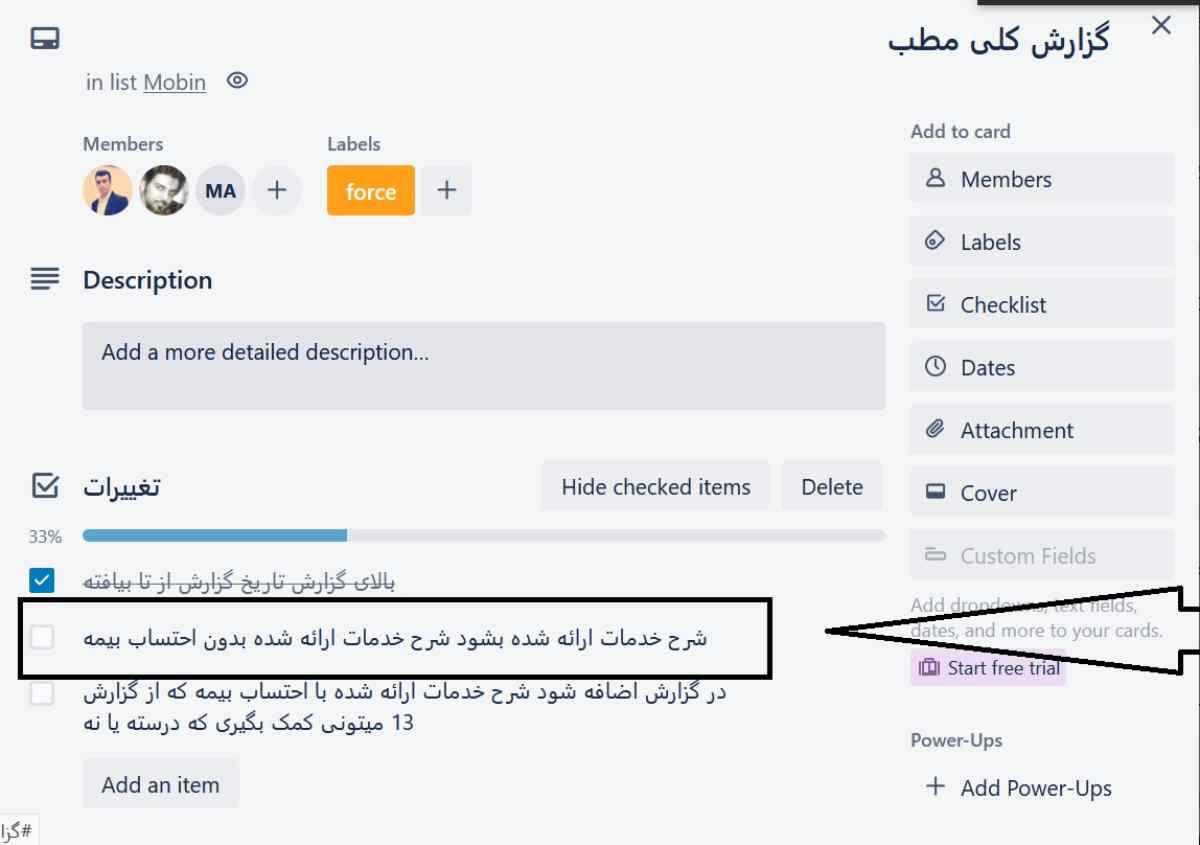 گزارش کلی مطب
in list Mobin
Members
Labels
MA
force
Description
Add a more detailed description...
تغییرات
Hide checked items
Delete
33%
بالای گزارش تاریخ گزارش از تا بیافته
شرح خدمات ارائه شده بشود شرح خدمات ارائه شده بدون احتساب بیمه
در گزارش اضافه شود شرح خدمات ارائه شده با احتساب بیمه که از گزارش
13 میتونی کمک بگیری که درسته یا نه
Add an item
#گزا
Add to card
Members
Labels
Checklist
Dates
Attachment
Cover
Custom Fields
Add dropdowns, text fields,
dates, and more to your cards.
Start free trial
Power-Ups
Add Power-Ups